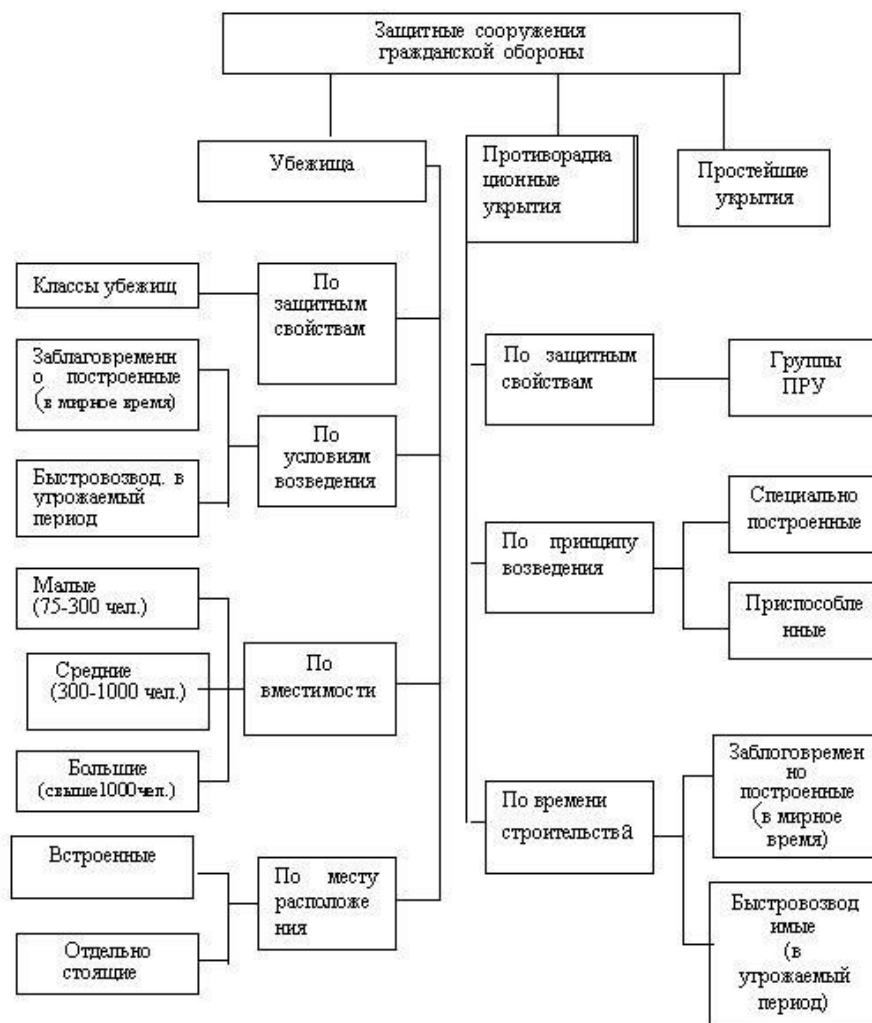 Защитные сооружения
гражданской обороны
Убежища
Противорадиа
ционные
укрытия
Простейшие
укрытия
Классы убежищ
По
защитным
свойствам
Заблаговременн
о построенные
(в мирное время)
Быстровозвод. в
утрожаемый
период
По
условиям
возведения
Малые
(75-300 чел.)
Средние
(300-1000 чел.)
Большие
(свыше1000чел.)
По
вместимости
Встроенные
Отдельно
стоящие
По месту
расположе
ния
По защитным
свойствам
Группы
ПРУ
По принципу
возведения
Специально
построенные
Приспособле
нные
По времени
строительства
Заблоговремен
но
построенные
(в мирное
время)
Быстровозвод
имые
(в
утрожаемый
период)